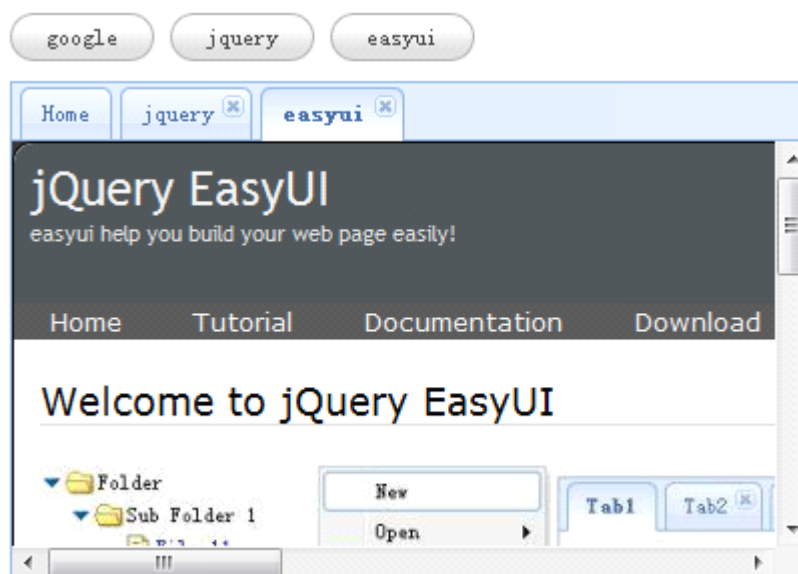 google jquery easyui
Home jquery easyui
jQuery EasyUI
easyui help you build your web page easily!
Home Tutorial Documentation Download
Welcome to jQuery EasyUI
Folder
Sub Folder 1
New
Open
Tab1 Tab2